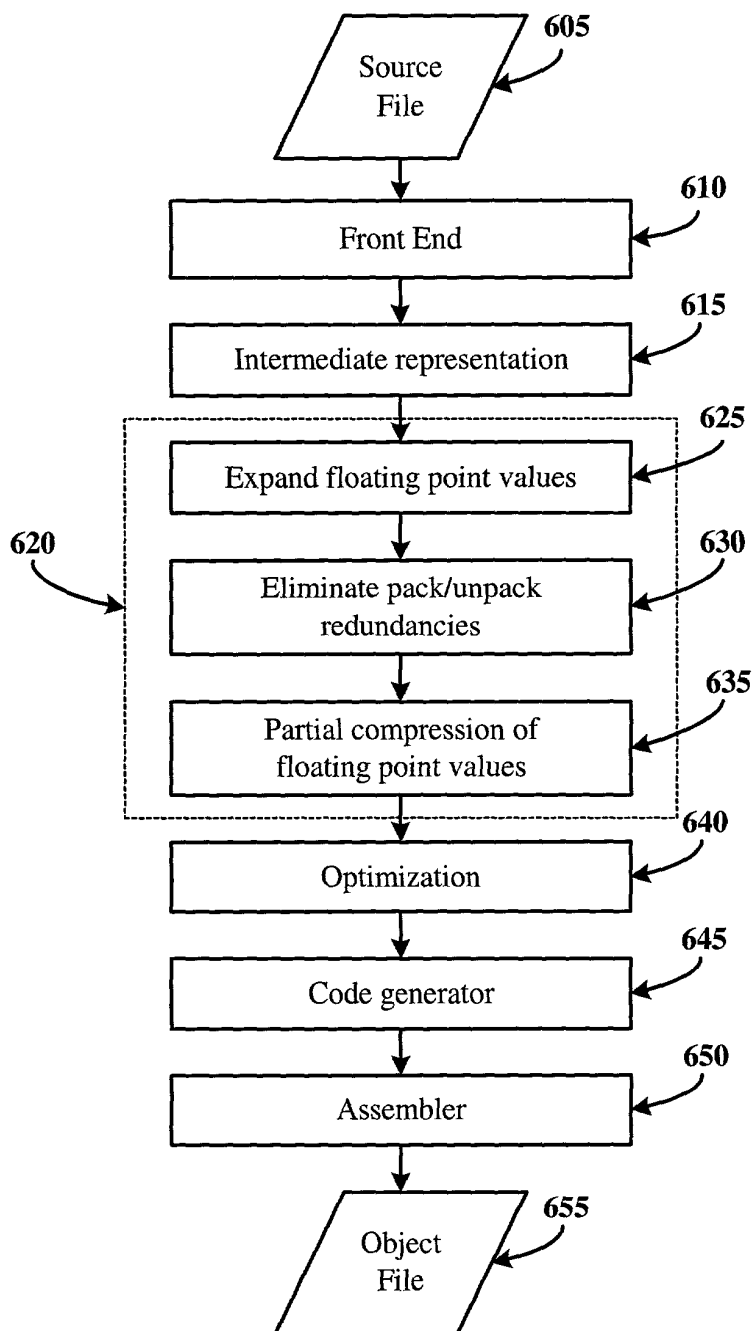 605
Source
File
610
Front End
615
Intermediate representation
625
Expand floating point values
620
630
Eliminate pack/unpack
redundancies
635
Partial compression of
floating point values
640
Optimization
645
Code generator
650
Assembler
655
Object
File